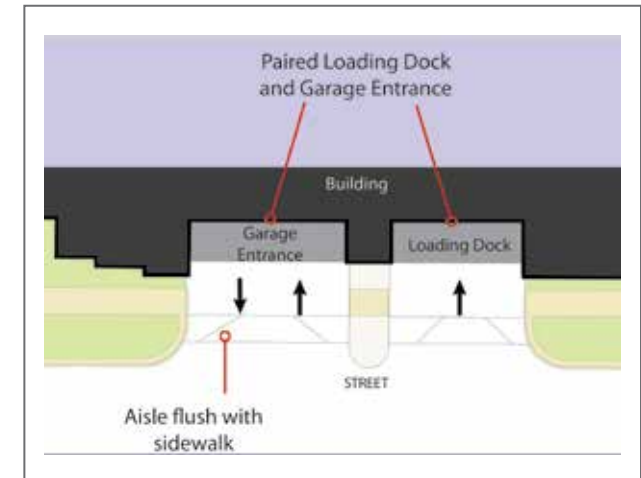 Paired Loading Dock
and Garage Entrance
Building
Garage
Entrance
Loading Dock
STREET
Aisle flush with
sidewalk